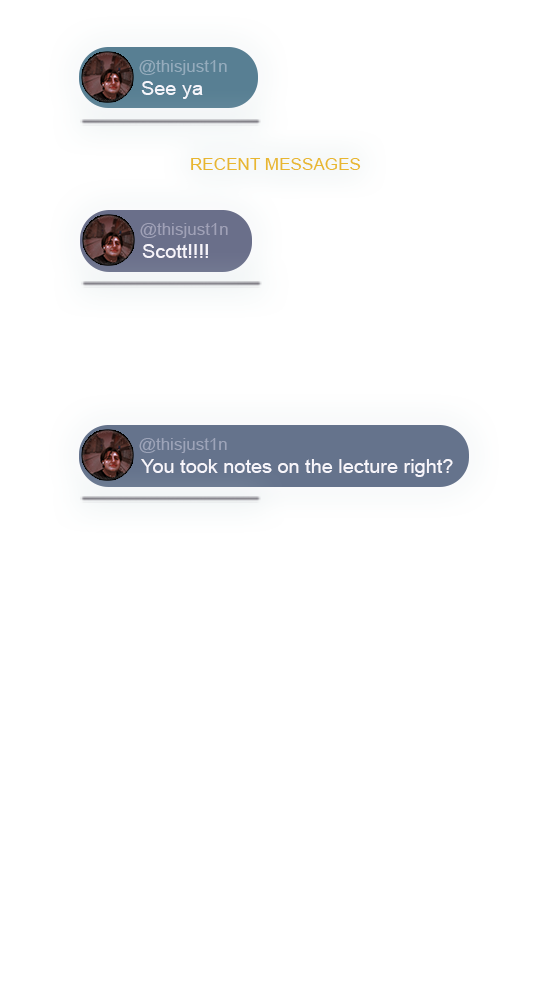 @thisjust1n
See ya
RECENT MESSAGES
@thisjust1n
Scott!!!!
@thisjust1n
You took notes on the lecture right?